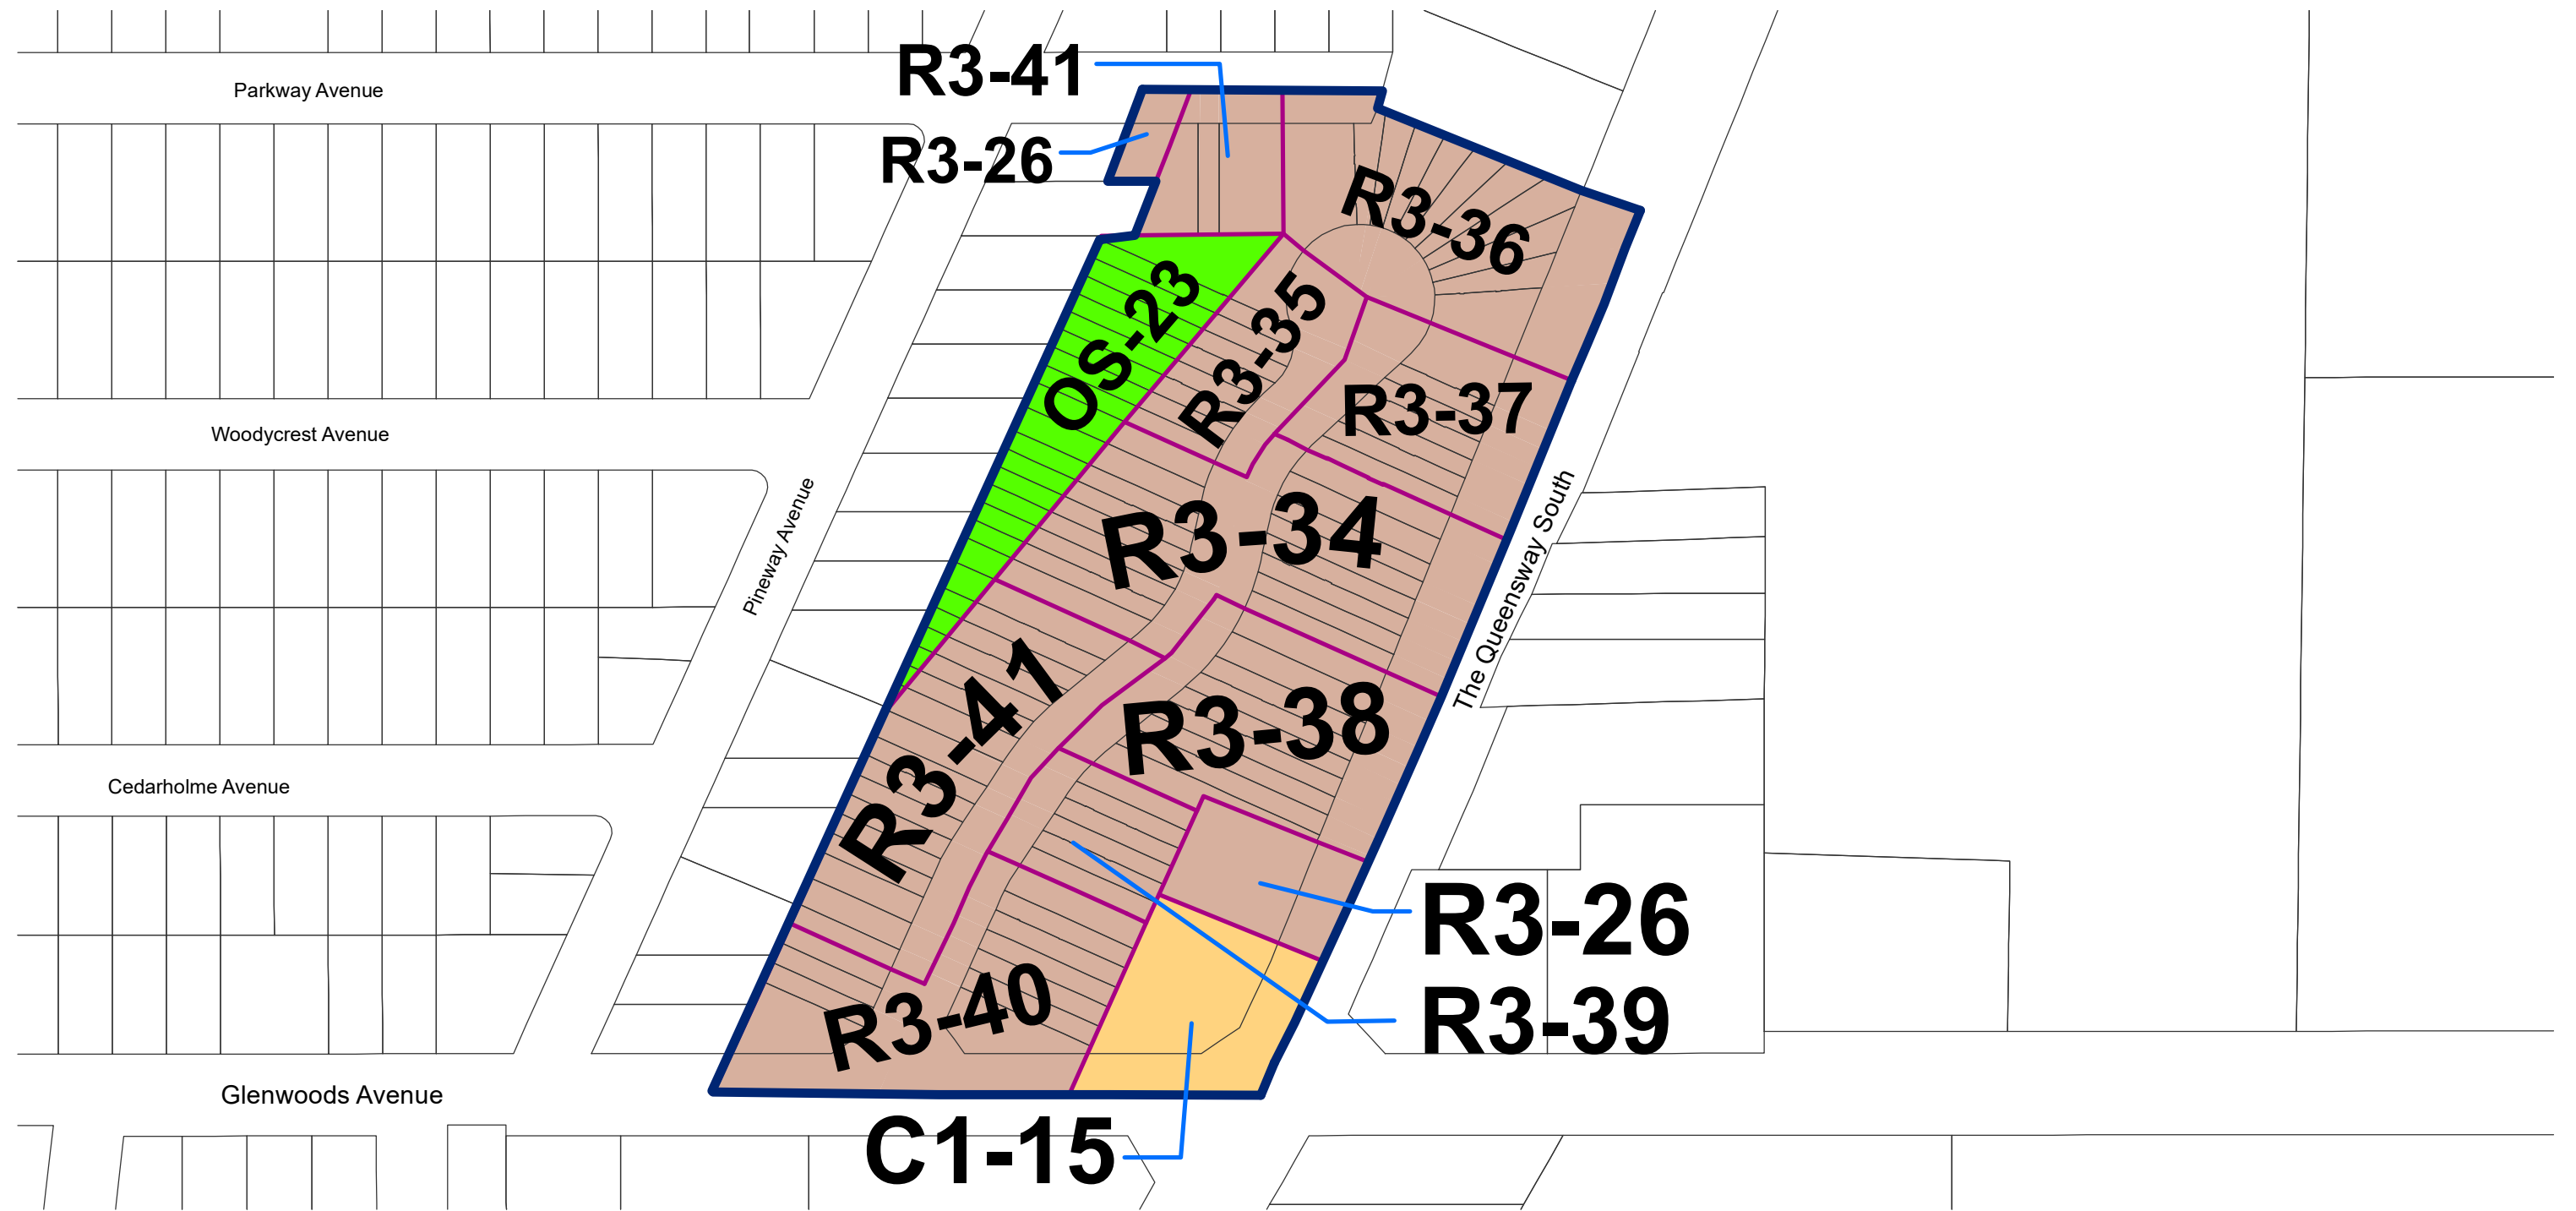 R3-41
Parkway Avenue
R3-26
R3-36
OS-23
R3-35
R3-37
Woodycrest Avenue
Pineway Avenue
R3-34
The Queensway South
R3-41
R3-38
Cedarholme Avenue
R3-26
R3-39
R3-40
Glenwoods Avenue
C1-15